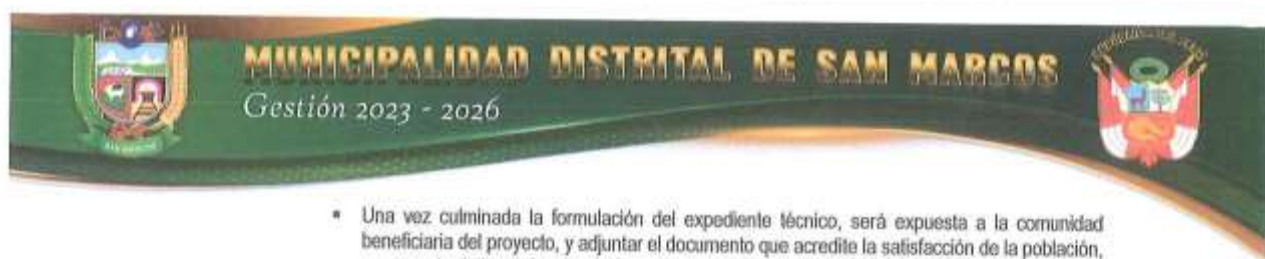 MUNICIPALIDAD DISTRITAL DE SAN MARCOS
Gestión 2023 - 2026
▪ Una vez culminada la formulación del expediente técnico, será expuesta a la comunidad
beneficiaria del proyecto, y adjuntar el documento que acredite la satisfacción de la población,